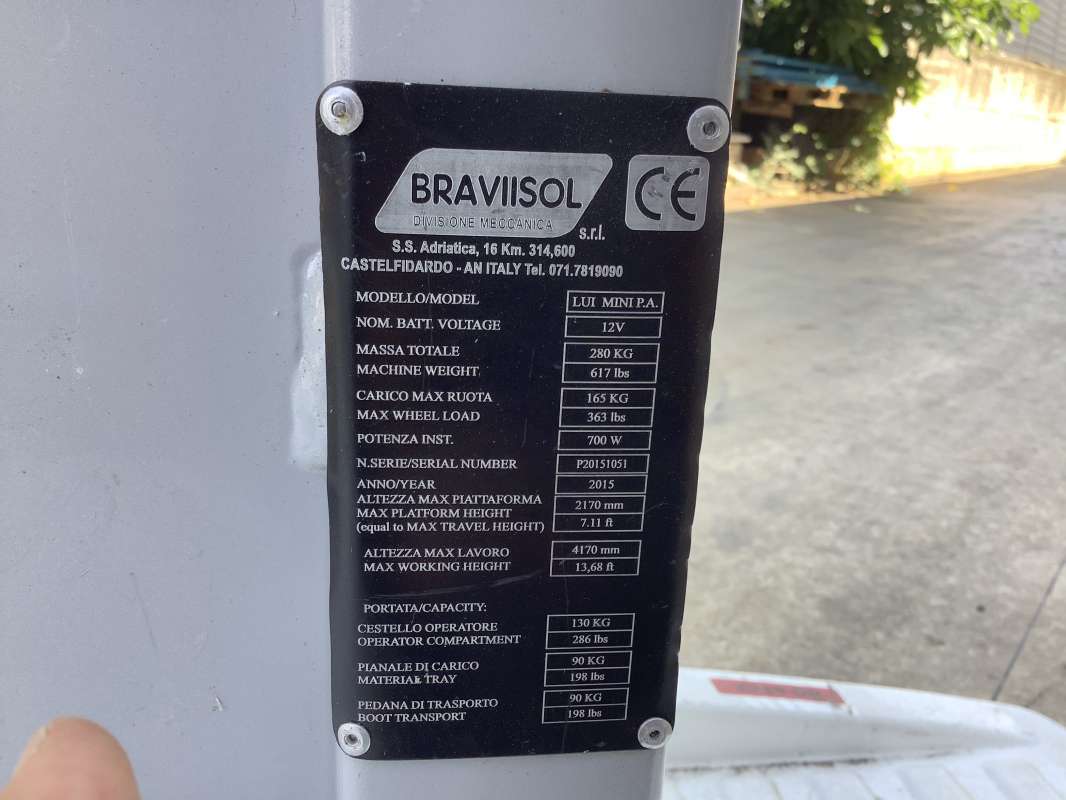 BRAVIISOL
DIVISIONE MECCANICA
s.r.l.
CE
S.S. Adriatica, 16 Km. 314,600
CASTELFIDARDO - AN ITALY Tel. 071.7819090
MODELLO/MODEL LUI MINI P.A.
NOM. BATT. VOLTAGE 12V
MASSA TOTALE 280 KG
MACHINE WEIGHT 617 lbs
CARICO MAX RUOTA 165 KG
MAX WHEEL LOAD 363 lbs
POTENZA INST. 700 W
N.SERIE/SERIAL NUMBER P20151051
ANNO/YEAR 2015
ALTEZZA MAX PIATTAFORMA 2170 mm
MAX PLATFORM HEIGHT
(equal to MAX TRAVEL HEIGHT) 7.11 ft
ALTEZZA MAX LAVORO 4170 mm
MAX WORKING HEIGHT 13,68 ft
PORTATA/CAPACITY:
CESTELLO OPERATORE 130 KG
OPERATOR COMPARTMENT 286 lbs
PIANALE DI CARICO 90 KG
MATERIAL TRAY 198 lbs
PEDANA DI TRASPORTO 90 KG
BOOT TRANSPORT 198 lbs